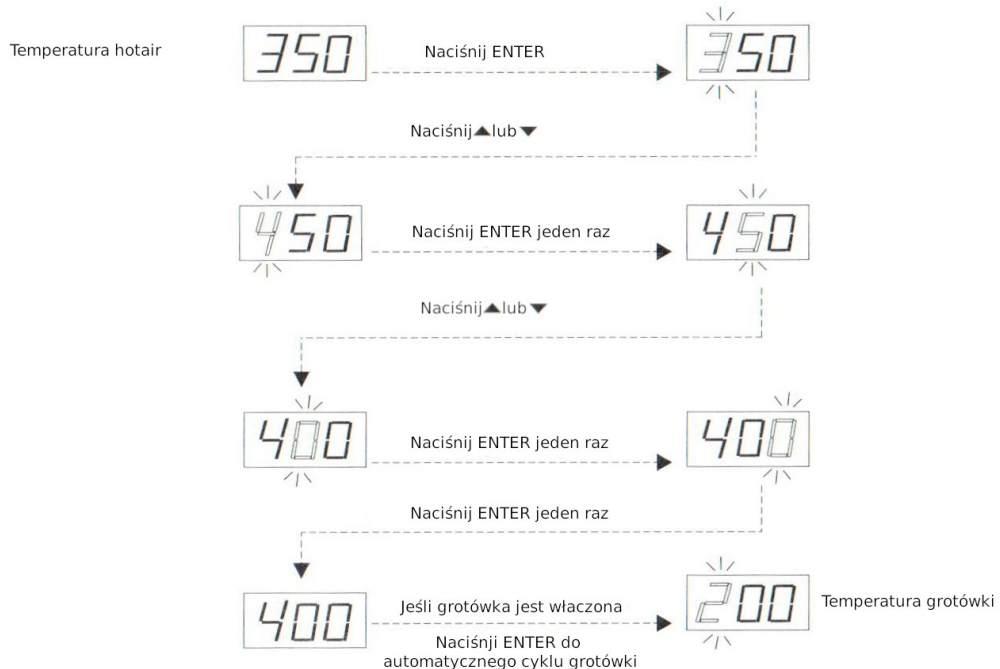 Temperatura hotair
350
Naciśnij ENTER
350
Naciśnij▲lub▼
450
Naciśnij ENTER jeden raz
450
Naciśnij▲lub▼
400
Naciśnij ENTER jeden raz
400
Naciśnij ENTER jeden raz
400
Jeśli grotówka jest właczona
Naciśnji ENTER do
automatycznego cyklu grotówki
200
Temperatura grotówki